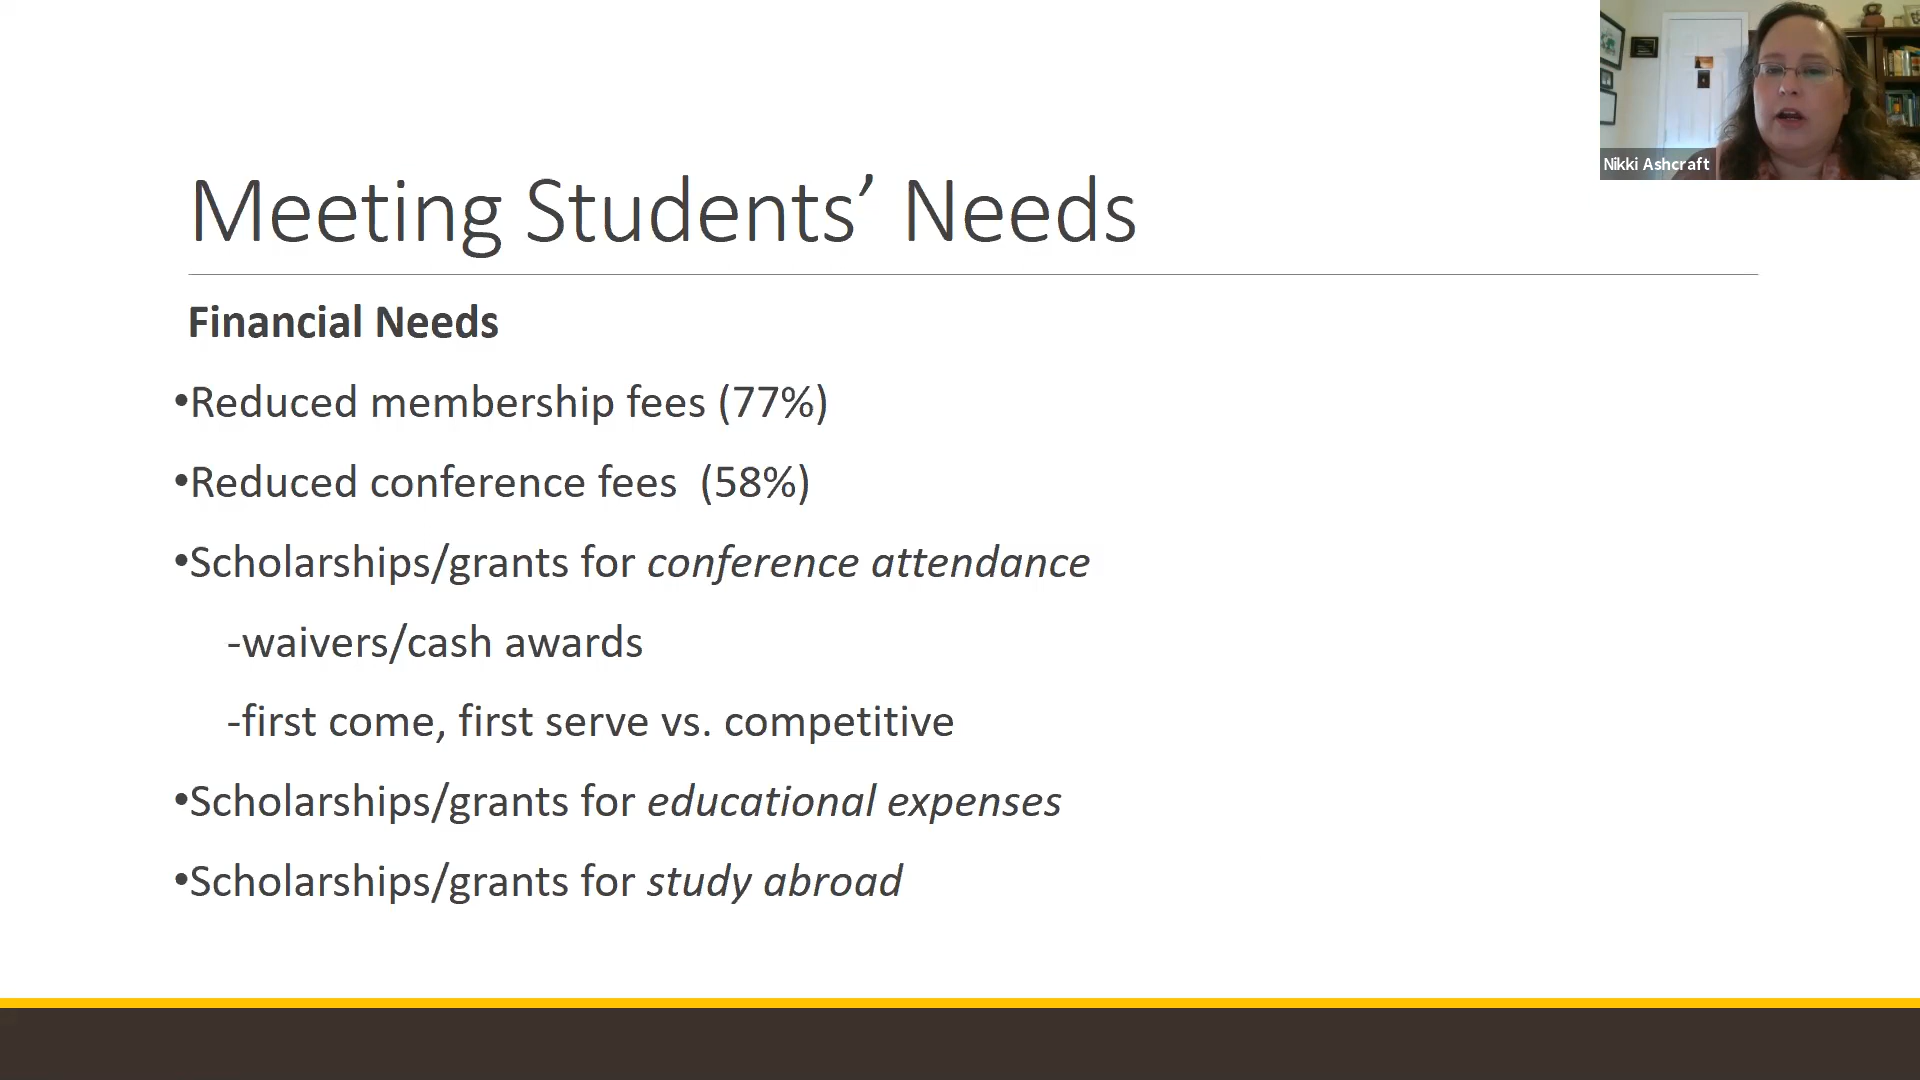 Nikki Ashcraft
Meeting Students’ Needs
Financial Needs
•Reduced membership fees (77%)
•Reduced conference fees  (58%)
•Scholarships/grants for conference attendance
-waivers/cash awards
-first come, first serve vs. competitive
•Scholarships/grants for educational expenses
•Scholarships/grants for study abroad